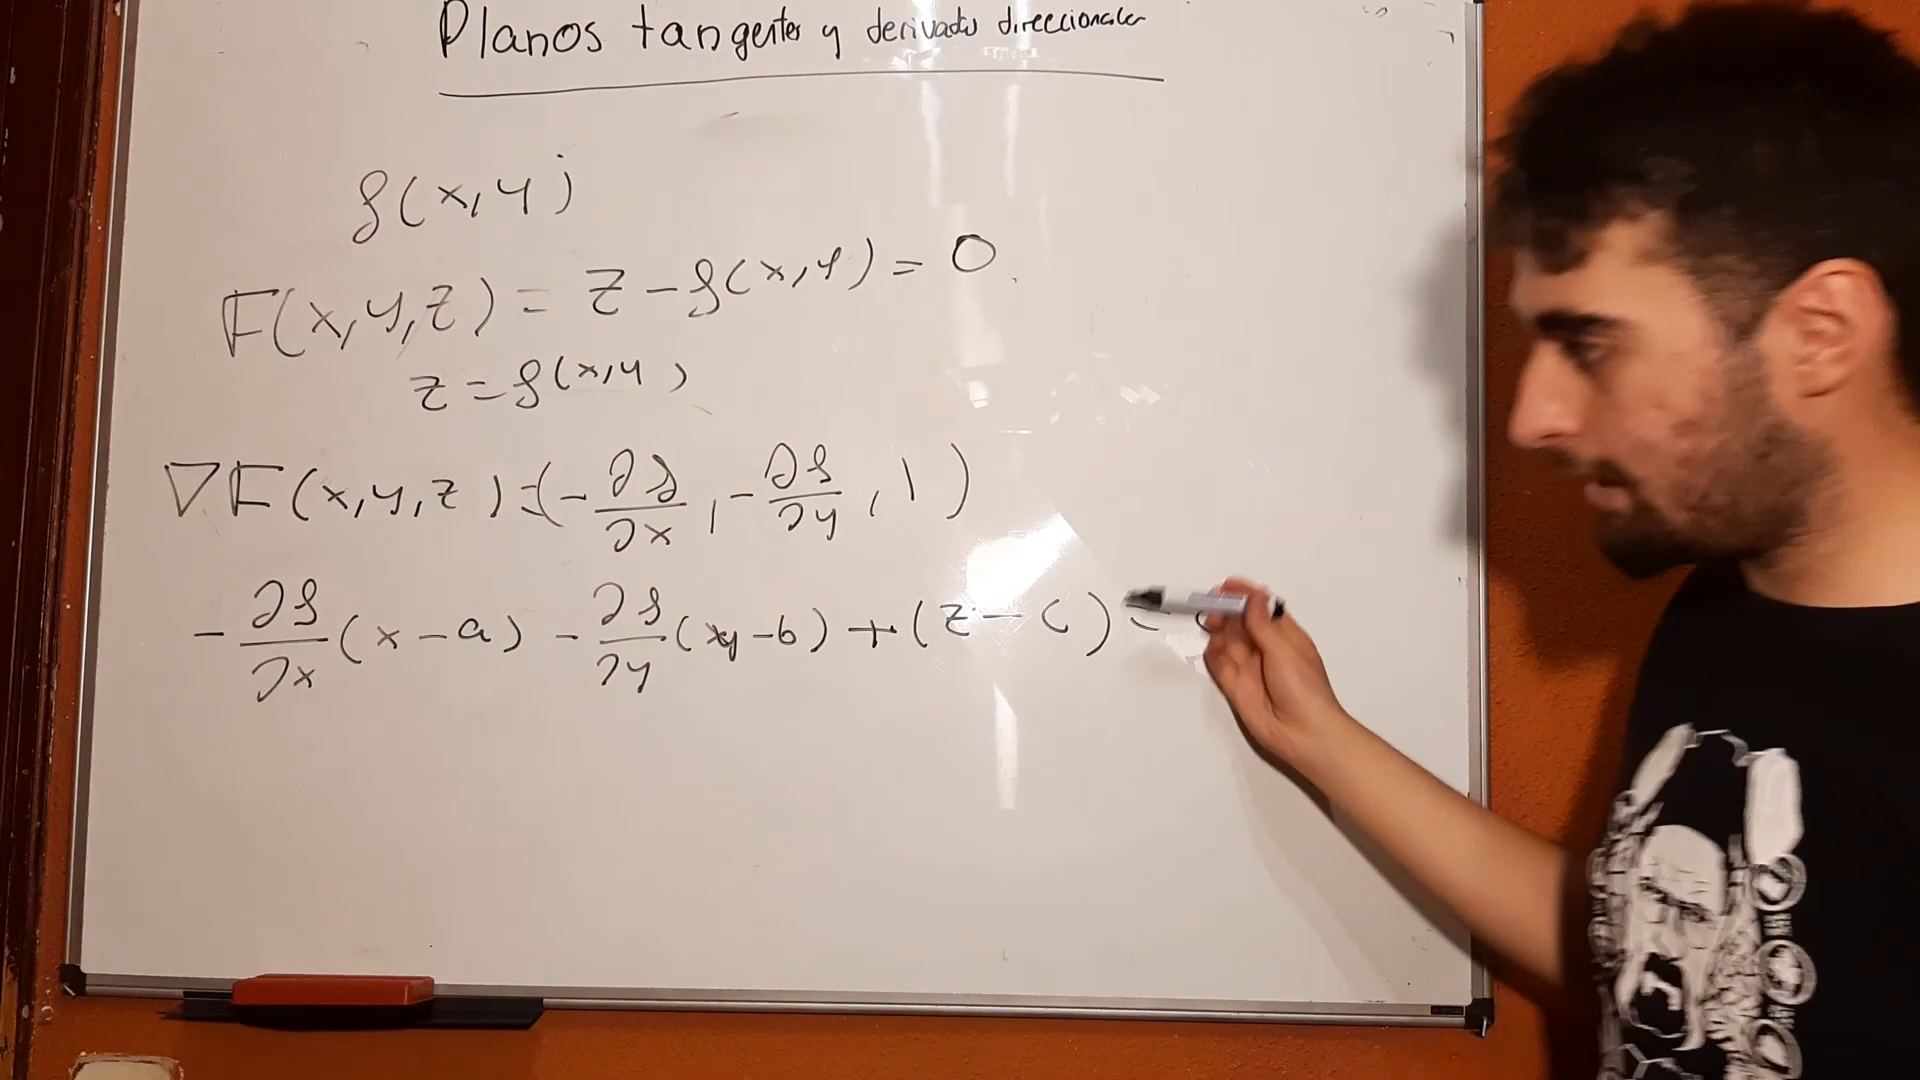 Planos tangentes y derivadas direccionales
f(x,y)
F(x,y,z) = z - f(x,y) = 0
z = f(x,y)
∇F(x,y,z) = (-∂f/∂x, -∂f/∂y, 1)
-∂f/∂x (x-a) - ∂f/∂y (y-b) + (z-c) =